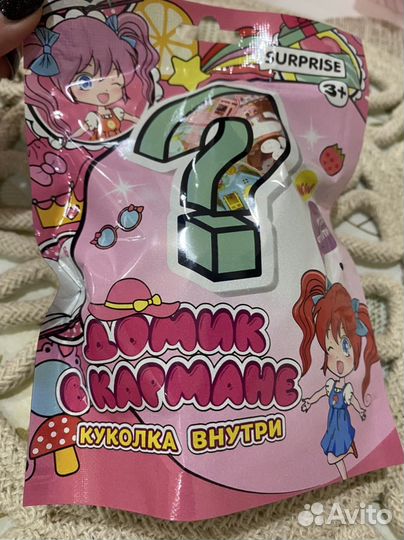 SURPRISE
3+
ДОМИК
В КАРМАНЕ
КУКОЛКА ВНУТРИ
Avito